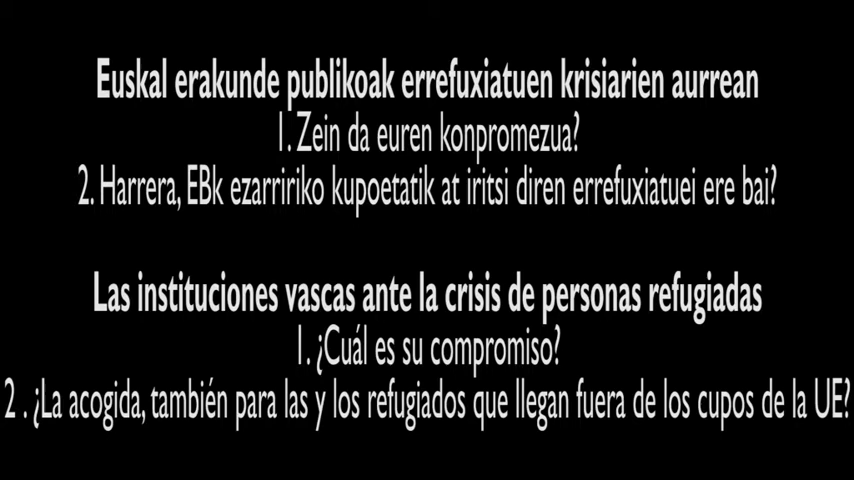 Euskal erakunde publikoak errefuxiatuen krisiarien aurrean
1. Zein da euren konpromezua?
2. Harrera, EBk ezarririko kupoetatik at iritsi diren errefuxiatuei ere bai?
Las instituciones vascas ante la crisis de personas refugiadas
1. ¿Cuál es su compromiso?
2 . ¿La acogida, también para las y los refugiados que llegan fuera de los cupos de la UE?